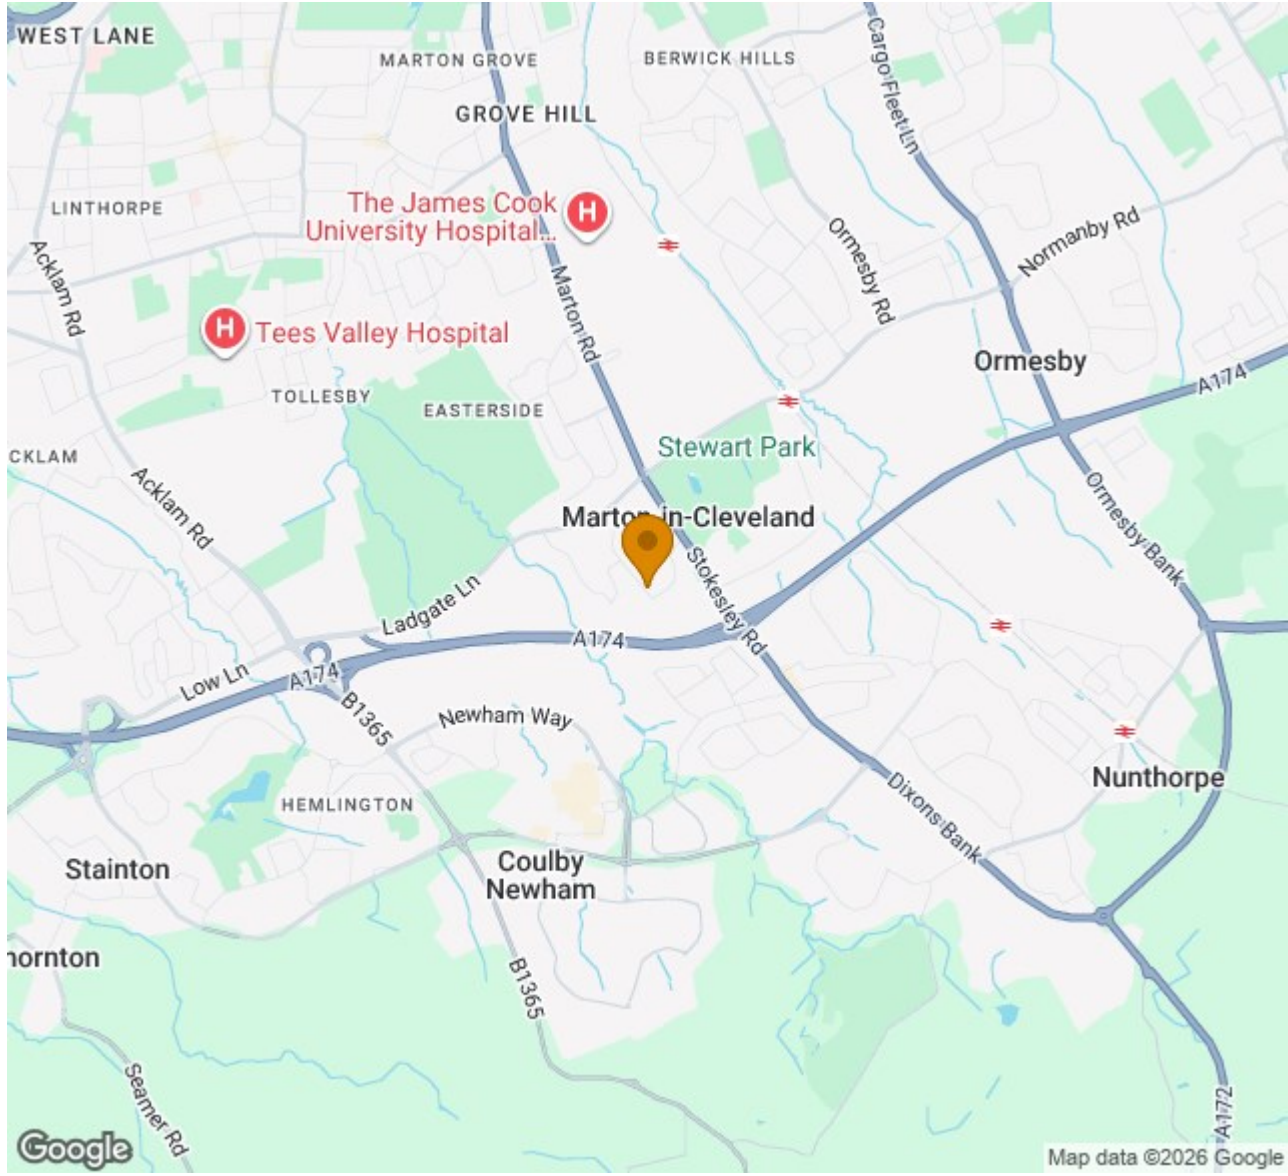 WEST LANE
MARTON GROVE
BERWICK HILLS
Cargo Fleet Ln
GROVE HILL
LINTHORPE
The James Cook
University Hospital...
Acklam Rd
Ormesby Rd
Normanby Rd
Marton Rd
Tees Valley Hospital
Ormesby
A174
TOLLESBY
EASTERSIDE
Stewart Park
CKLAM
Acklam Rd
Marton-in-Cleveland
Ormesby Bank
Stokesley Rd
Ladgate Ln
A174
Low Ln
A174
B1365
Newham Way
Nunthorpe
HEMLINGTON
Dixons Bank
Stainton
Coulby
Newham
hornton
B1365
Seamer Rd
A172
Google
Map data ©2026 Google